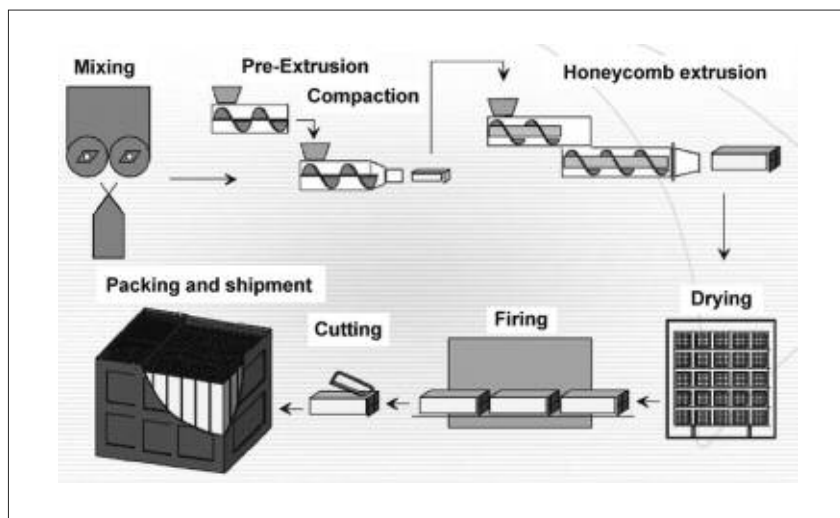 Mixing
Pre-Extrusion
Compaction
Honeycomb extrusion
Drying
Firing
Cutting
Packing and shipment